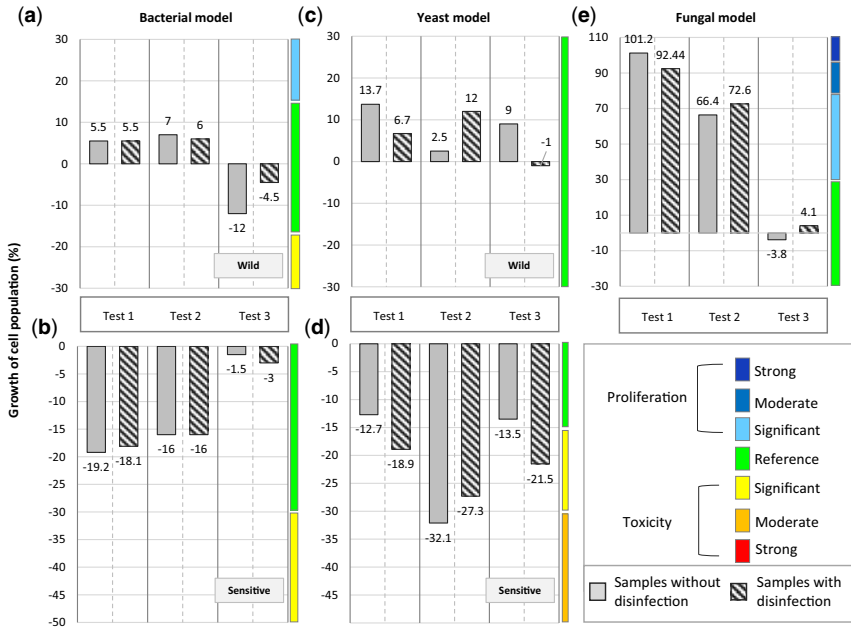 (a)
Bacterial model
(c)
Yeast model
(e)
Fungal model
Growth of cell population (%)
30
20
10
0
-10
-20
-30
5.5
5.5
7
6
-12
-4.5
Wild
30
20
10
0
10
20
30
13.7
6.7
2.5
12
9
-1
Wild
110
90
70
50
30
10
-10
-30
101.2
92.44
66.4
72.6
-3.8
4.1
Test 1
Test 2
Test 3
Test 1
Test 2
Test 3
Test 1
Test 2
Test 3
(b)
0
-5
-10
-15
-20
-25
-30
-35
-40
-45
-50
-19.2
-18.1
-16
-16
-1.5
-3
Sensitive
(d)
0
-5
-10
-15
-20
-25
-30
-35
-40
-45
-12.7
-18.9
-32.1
-27.3
-13.5
-21.5
Sensitive
Proliferation
Strong
Moderate
Significant
Reference
Toxicity
Significant
Moderate
Strong
Samples without
disinfection
Samples with
disinfection